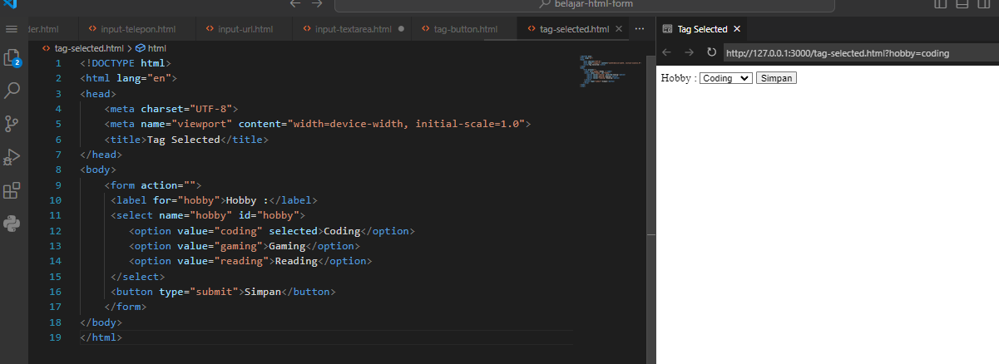 belajar-html-form
der.html
input-telepon.html
input-url.html
input-textarea.html
tag-button.html
tag-selected.html
tag-selected.html > html
2
1 <!DOCTYPE html>
2 <html lang="en">
3 <head>
4 <meta charset="UTF-8">
5 <meta name="viewport" content="width=device-width, initial-scale=1.0">
6 <title>Tag Selected</title>
7 </head>
8 <body>
9 <form action="">
10 <label for="hobby">Hobby :</label>
11 <select name="hobby" id="hobby">
12 <option value="coding" selected>Coding</option>
13 <option value="gaming">Gaming</option>
14 <option value="reading">Reading</option>
15 </select>
16 <button type="submit">Simpan</button>
17 </form>
18 </body>
19 </html>
Tag Selected
http://127.0.0.1:3000/tag-selected.html?hobby=coding
Hobby : Coding Simpan